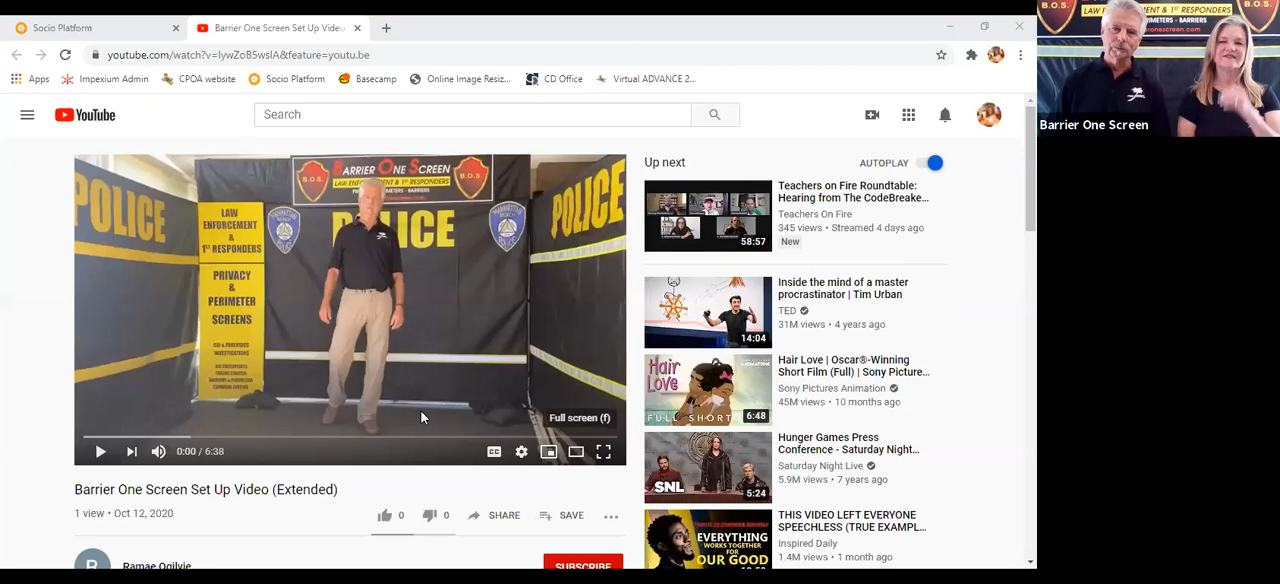 Socio Platform
Barrier One Screen Set Up Video
youtube.com/watch?v=lywZoB5wslA&feature=youtu.be
Apps
Impexium Admin
CPOA website
Socio Platform
Basecamp
Online Image Resiz...
CD Office
Virtual ADVANCE 2...
YouTube
Search
POLICE
BARRIER ONE SCREEN
B.O.S.
LAW ENFORCEMENT & 1ST RESPONDERS
B.O.S.
POLICE
POLICE
LAW
ENFORCEMENT
&
1ST RESPONDERS
PRIVACY
&
PERIMETER
SCREENS
Full screen (f)
0:00 / 6:38
CC
Barrier One Screen Set Up Video (Extended)
1 view • Oct 12, 2020
0
0
SHARE
SAVE
R
Ramae Ogilvie
SUBSCRIBE
Up next
AUTOPLAY
58:57
Teachers on Fire Roundtable:
Hearing from The CodeBreake...
Teachers On Fire
345 views • Streamed 4 days ago
New
14:04
Inside the mind of a master
procrastinator | Tim Urban
TED
31M views • 4 years ago
Hair
LOVE
FULL SHORT
6:48
Hair Love | Oscar®-Winning
Short Film (Full) | Sony Picture...
Sony Pictures Animation
45M views • 10 months ago
SNL
5:24
Hunger Games Press
Conference - Saturday Night...
Saturday Night Live
5.9M views • 7 years ago
EVERYTHING
WORKS TOGETHER
FOR
OUR GOOD
THIS VIDEO LEFT EVERYONE
SPEECHLESS (TRUE EXAMPL...
Inspired Daily
1.4M views • 1 month ago
B.O.S.
B.O.S.
Barrier One Screen